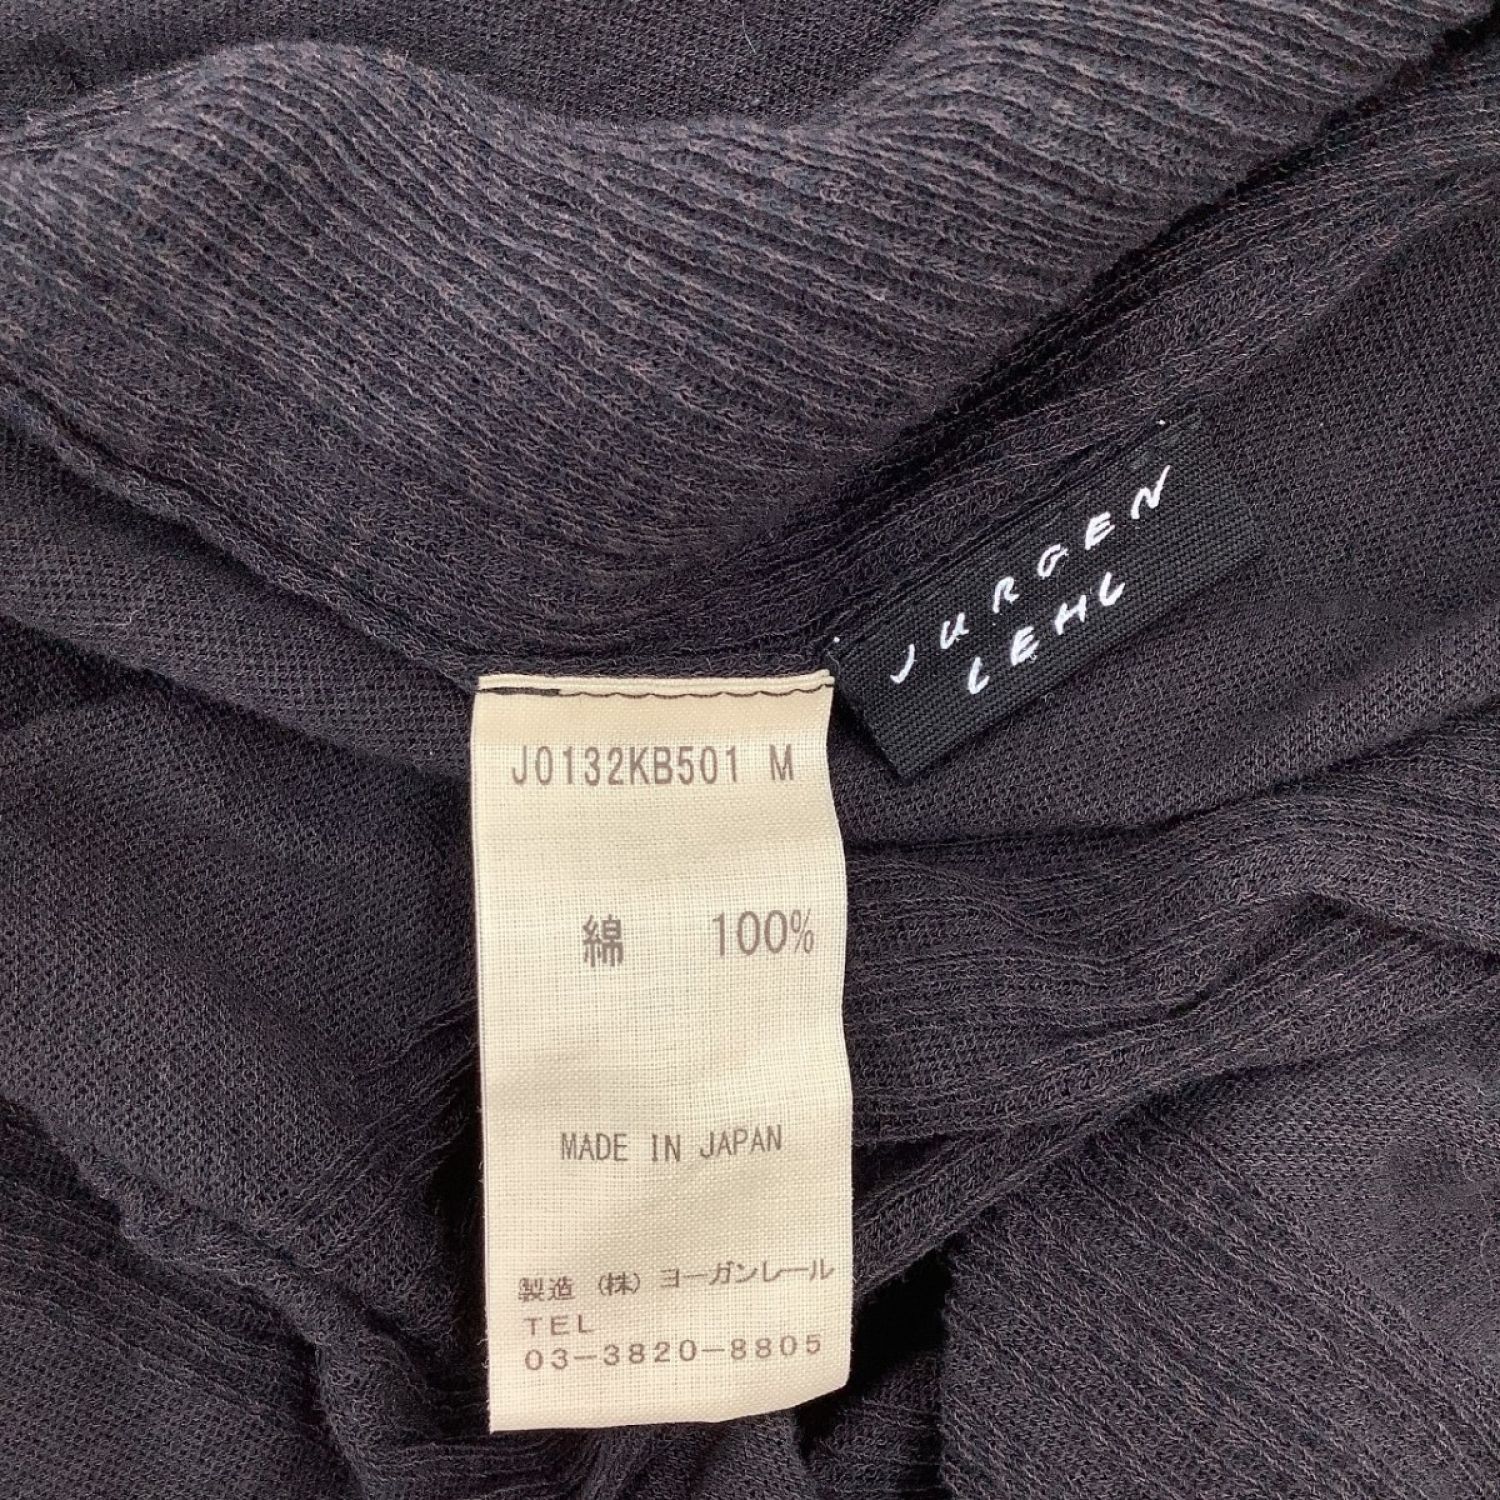 JURGEN
LEHL
J0132KB501 M
綿 100%
MADE IN JAPAN
製造 (株) ヨーガンレール
TEL
03-3820-8805